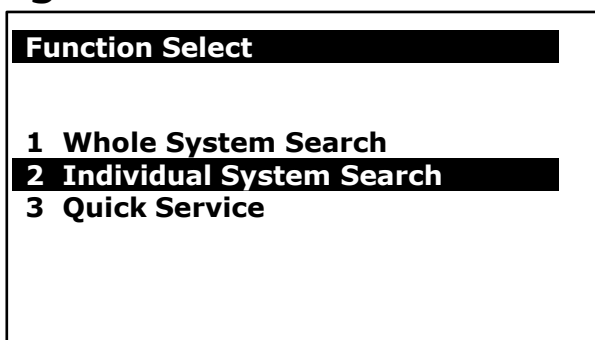 Function Select
1 Whole System Search
2 Individual System Search
3 Quick Service